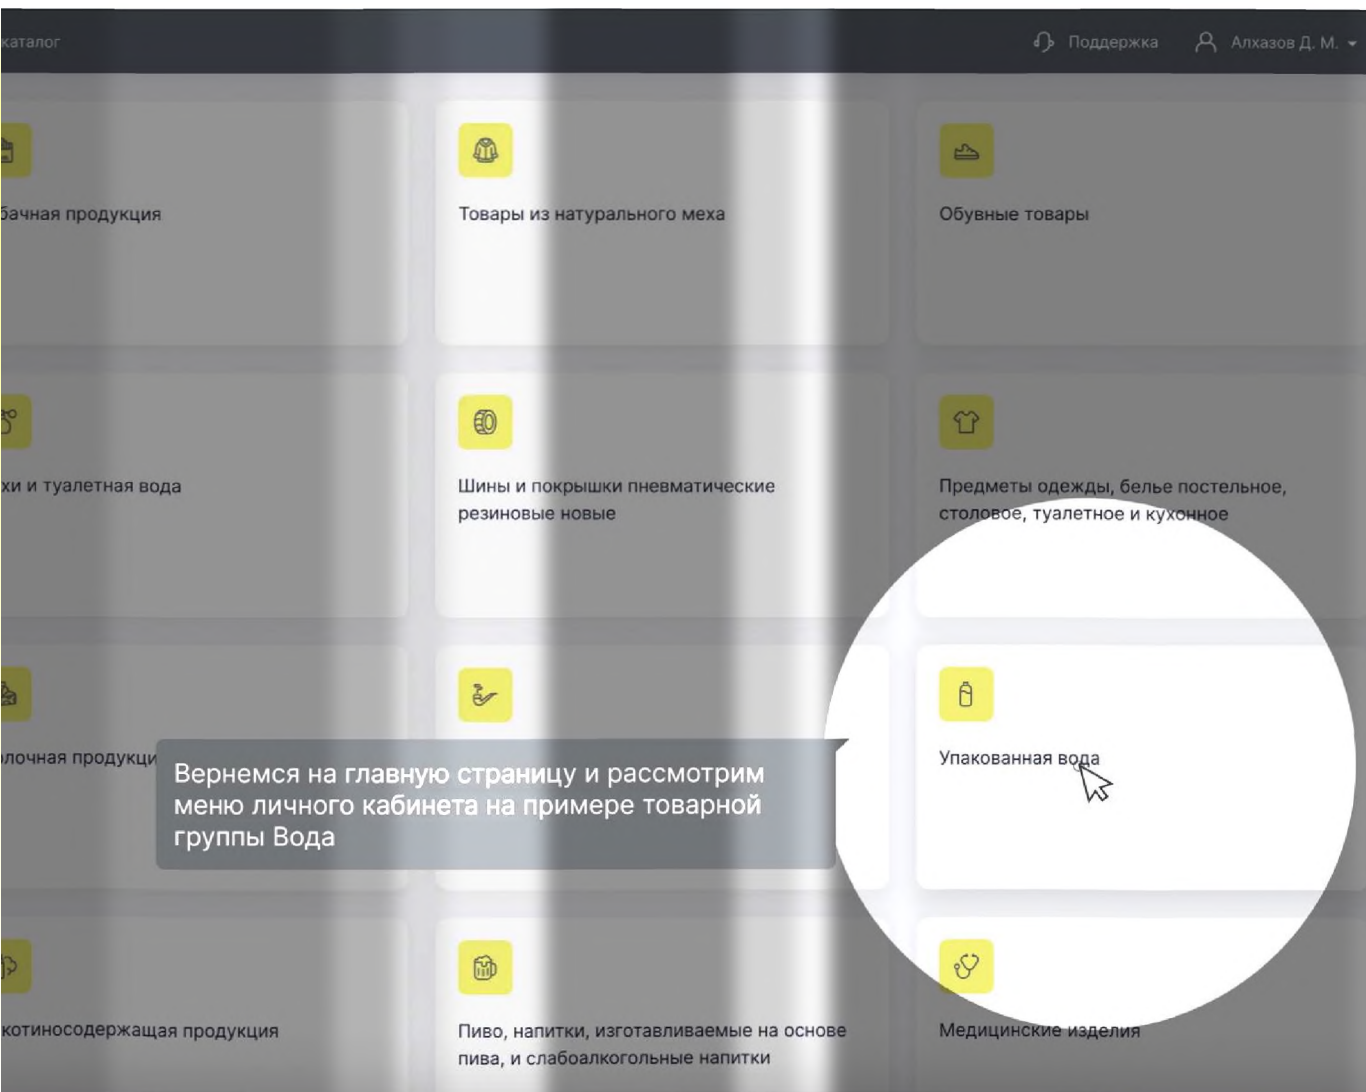 каталог
Поддержка
Алхазов Д. М.
бачная продукция
Товары из натурального меха
Обувные товары
хи и туалетная вода
Шины и покрышки пневматические
резиновые новые
Предметы одежды, белье постельное,
столовое, туалетное и кухонное
лочная продукци
Упакованная вода
Вернемся на главную страницу и рассмотрим
меню личного кабинета на примере товарной
группы Вода
котиносодержащая продукция
Пиво, напитки, изготавливаемые на основе
пива, и слабоалкогольные напитки
Медицинские изделия